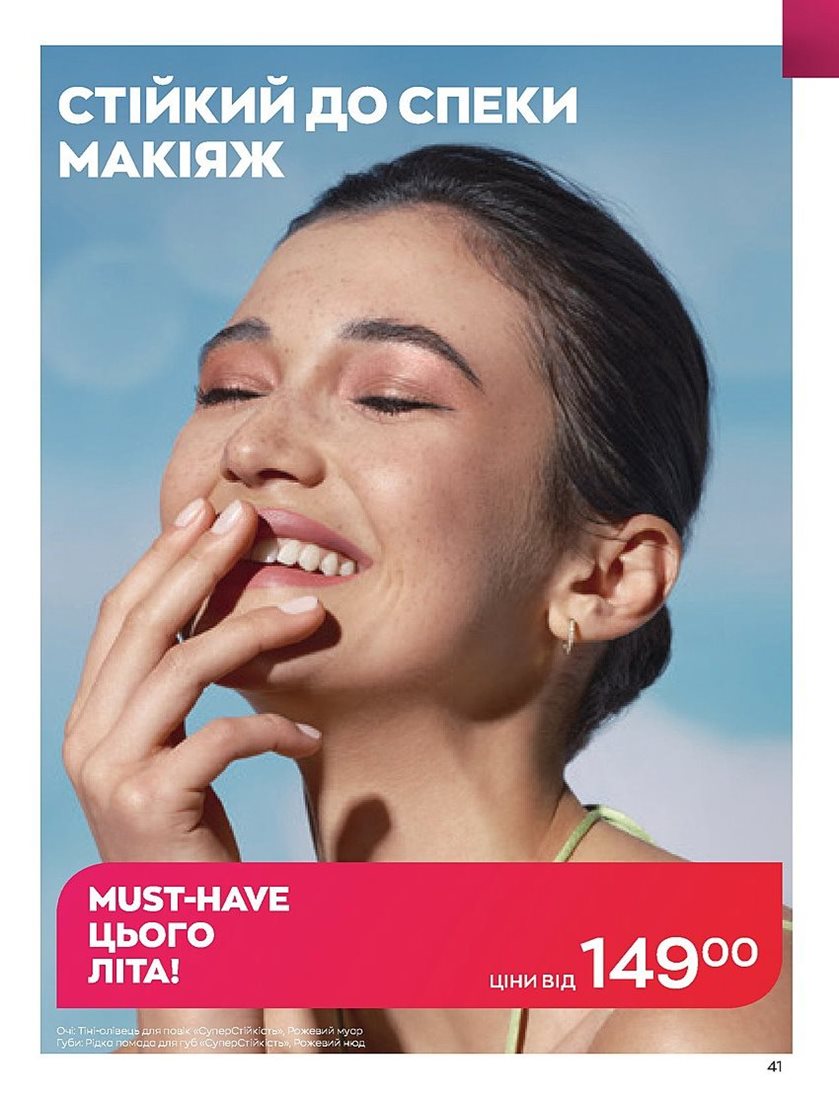 СТІЙКИЙ ДО СПЕКИ
МАКІЯЖ
MUST-HAVE
ЦЬОГО
ЛІТА!
ЦІНИ ВІД 149⁰⁰
Очі: Тіні-олівець для повік «СуперСтійкість», Рожевий муар
Губи: Рідка помада для губ «СуперСтійкість», Рожевий нюд
41